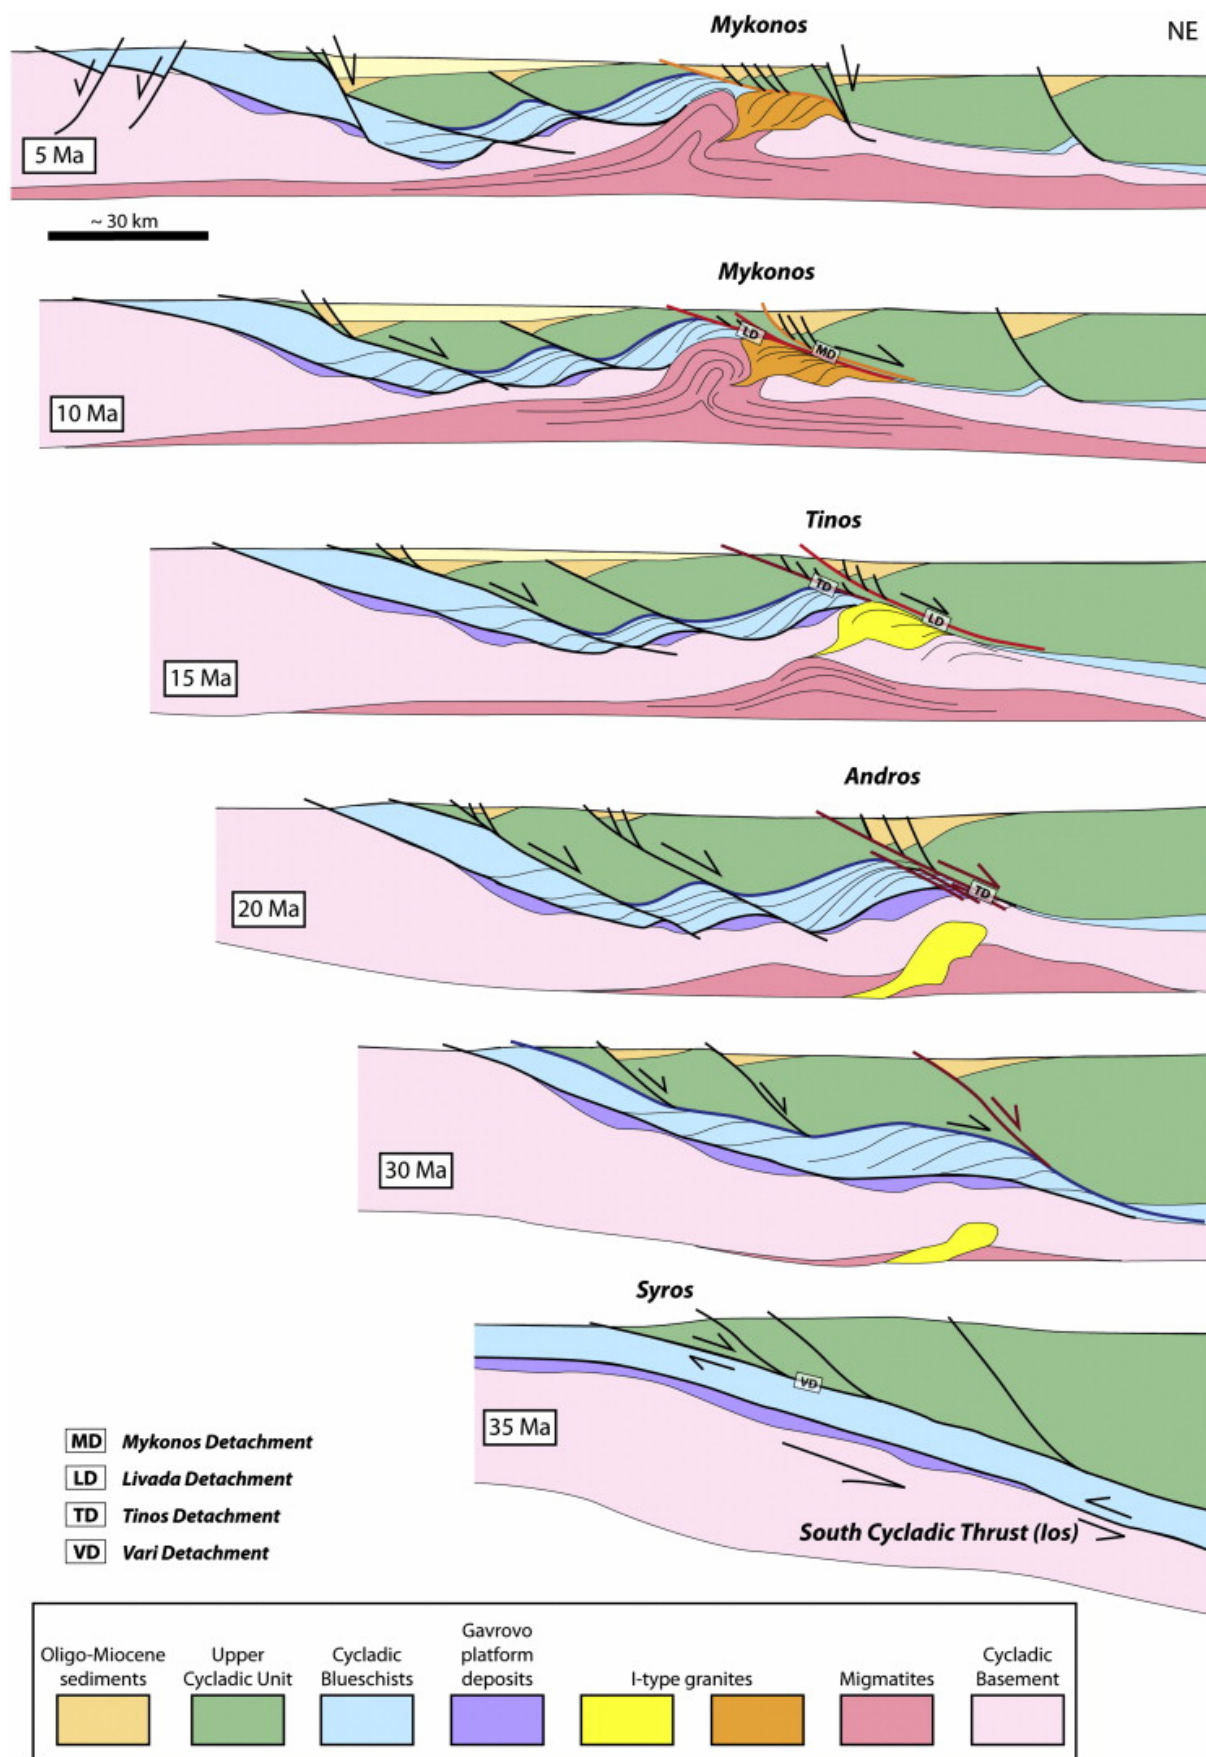 Mykonos
NE
5 Ma
~ 30 km
Mykonos
LD
MD
10 Ma
Tinos
TD
LD
15 Ma
Andros
TD
20 Ma
30 Ma
Syros
VD
35 Ma
South Cycladic Thrust (Ios)
MD Mykonos Detachment
LD Livada Detachment
TD Tinos Detachment
VD Vari Detachment
Oligo-Miocene
sediments
Upper
Cycladic Unit
Cycladic
Blueschists
Gavrovo
platform
deposits
I-type granites
Migmatites
Cycladic
Basement